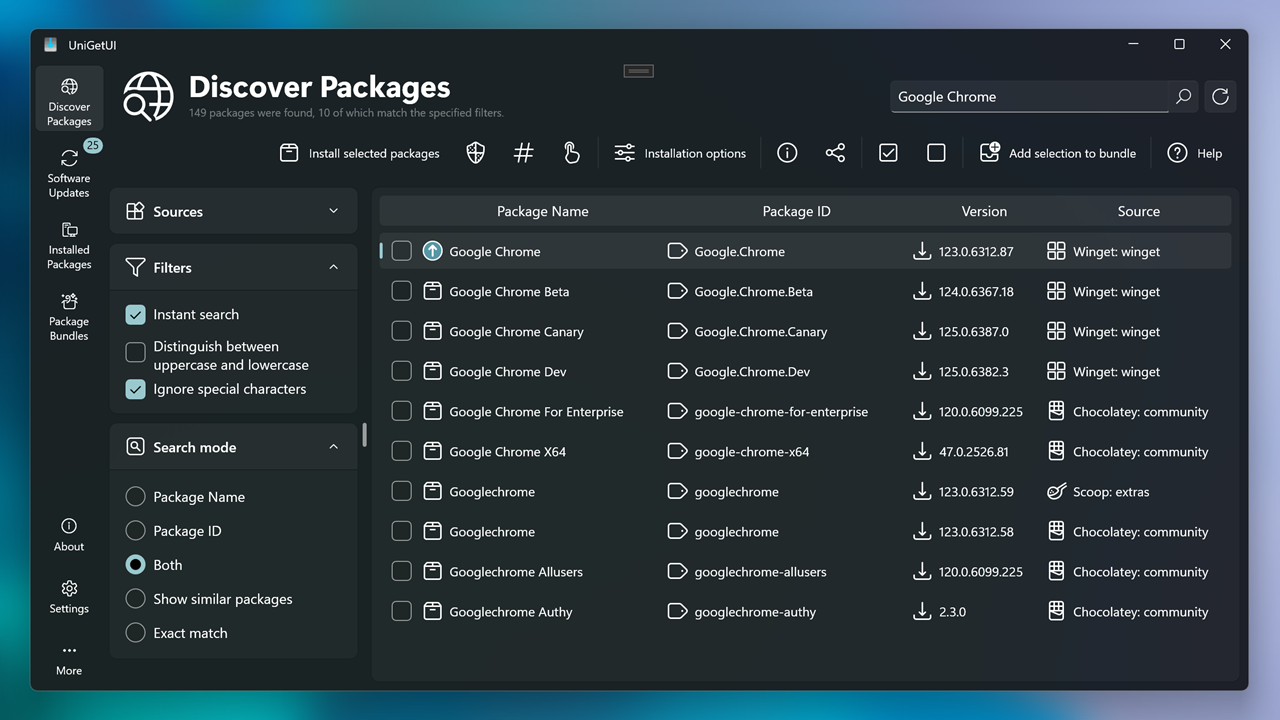 UniGetUI
Discover Packages
149 packages were found, 10 of which match the specified filters.
Google Chrome
Discover
Packages
25
Software
Updates
Installed
Packages
Package
Bundles
About
Settings
More
Install selected packages
Installation options
Add selection to bundle
Help
Sources
Filters
Instant search
Distinguish between
uppercase and lowercase
Ignore special characters
Search mode
Package Name
Package ID
Both
Show similar packages
Exact match
Package Name Package ID Version Source
Google Chrome Google.Chrome 123.0.6312.87 Winget: winget
Google Chrome Beta Google.Chrome.Beta 124.0.6367.18 Winget: winget
Google Chrome Canary Google.Chrome.Canary 125.0.6387.0 Winget: winget
Google Chrome Dev Google.Chrome.Dev 125.0.6382.3 Winget: winget
Google Chrome For Enterprise google-chrome-for-enterprise 120.0.6099.225 Chocolatey: community
Google Chrome X64 google-chrome-x64 47.0.2526.81 Chocolatey: community
Googlechrome googlechrome 123.0.6312.59 Scoop: extras
Googlechrome googlechrome 123.0.6312.58 Chocolatey: community
Googlechrome Allusers googlechrome-allusers 120.0.6099.225 Chocolatey: community
Googlechrome Authy googlechrome-authy 2.3.0 Chocolatey: community